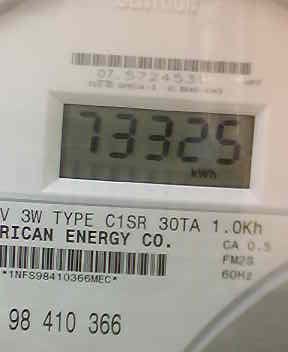 07.572453
73325
kWh
V 3W TYPE C1SR 30TA 1.0Kh
RICAN ENERGY CO.
CA 0.5
FM2S
60Hz
*1NFS98410366MEC*
98 410 366